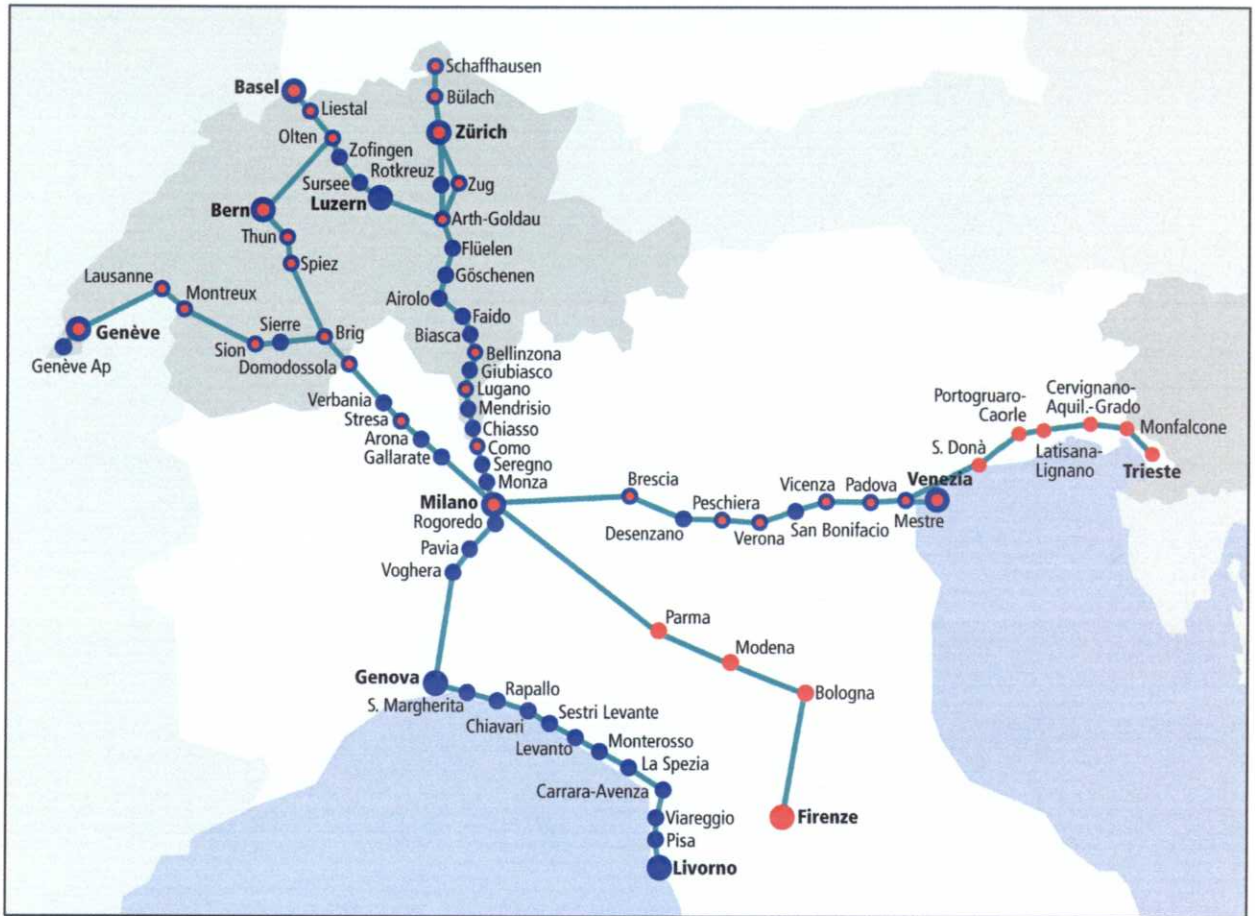 Schaffhausen
Basel
Bülach
Liestal
Olten
Zürich
Zofingen
Rotkreuz
Sursee
Zug
Luzern
Bern
Arth-Goldau
Thun
Flüelen
Spiez
Göschenen
Lausanne
Montreux
Airolo
Faido
Genève
Sierre
Brig
Biasca
Sion
Bellinzona
Genève Ap
Domodossola
Giubiasco
Lugano
Verbania
Mendrisio
Stresa
Chiasso
Arona
Como
Gallarate
Seregno
Monza
Portogruaro-
Caorle
Cervignano-
Aquil.-Grado
Monfalcone
S. Donà
Latisana-
Lignano
Trieste
Milano
Brescia
Peschiera
Vicenza
Padova
Venezia
Rogoredo
Desenzano
Verona
San Bonifacio
Mestre
Pavia
Voghera
Parma
Modena
Bologna
Genova
Rapallo
S. Margherita
Sestri Levante
Chiavari
Monterosso
Levanto
La Spezia
Carrara-Avenza
Viareggio
Firenze
Pisa
Livorno